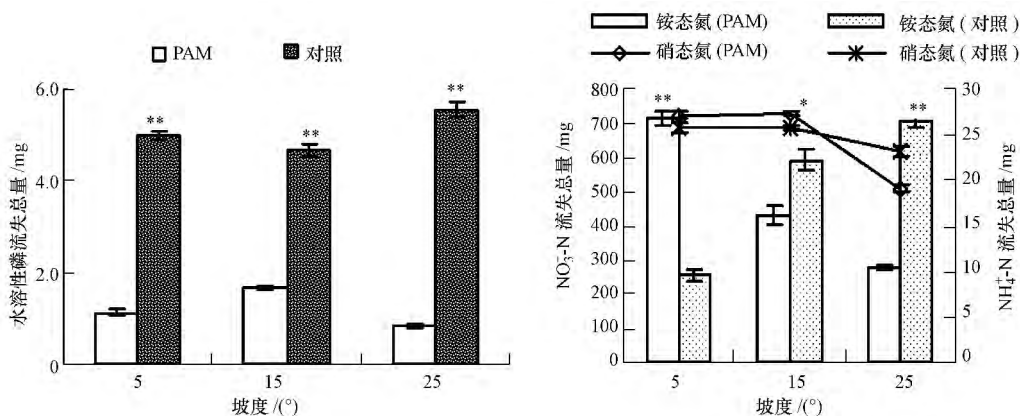 PAM 对照
6.0
4.0
2.0
0
水溶性磷流失总量/mg
**
**
**
5 15 25
坡度/(°)
铵态氮(PAM) 铵态氮(对照)
硝态氮(PAM) 硝态氮(对照)
800
700
600
500
400
300
200
100
0
NO₃⁻-N 流失总量/mg
**
*
**
30
25
20
16
10
5
0
NH₄⁺-N 流失总量/mg
5 15 25
坡度/(°)